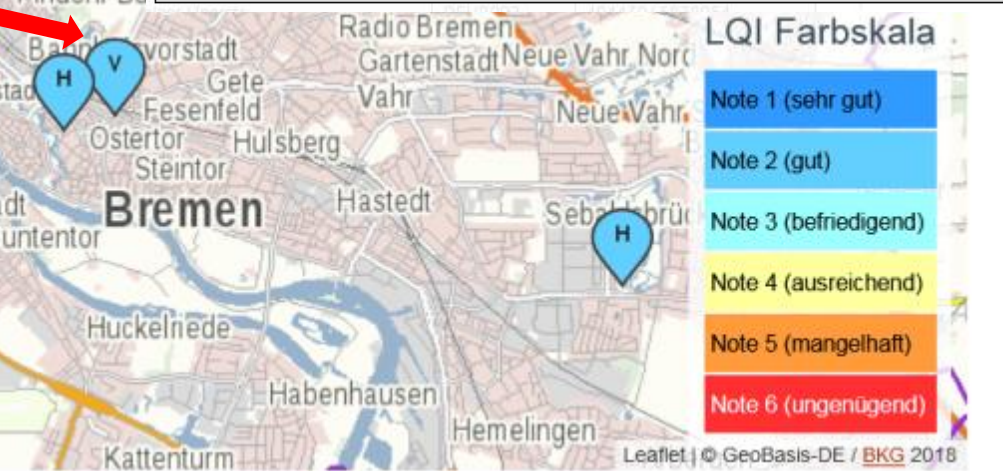 LQI Farbskala
Note 1 (sehr gut)
Note 2 (gut)
Note 3 (befriedigend)
Note 4 (ausreichend)
Note 5 (mangelhaft)
Note 6 (ungenügend)
Radio Bremen
Gartenstadt
Vahr
Neue Vahr Nord
Neue Vahr
vorstadt
H
V
Gete
Fesenfeld
Ostertor
Hulsberg
Steintor
Bremen
Hastedt
H
Huckelriede
Habenhausen
Hemelingen
Kattenturm
Leaflet | © GeoBasis-DE / BKG 2018